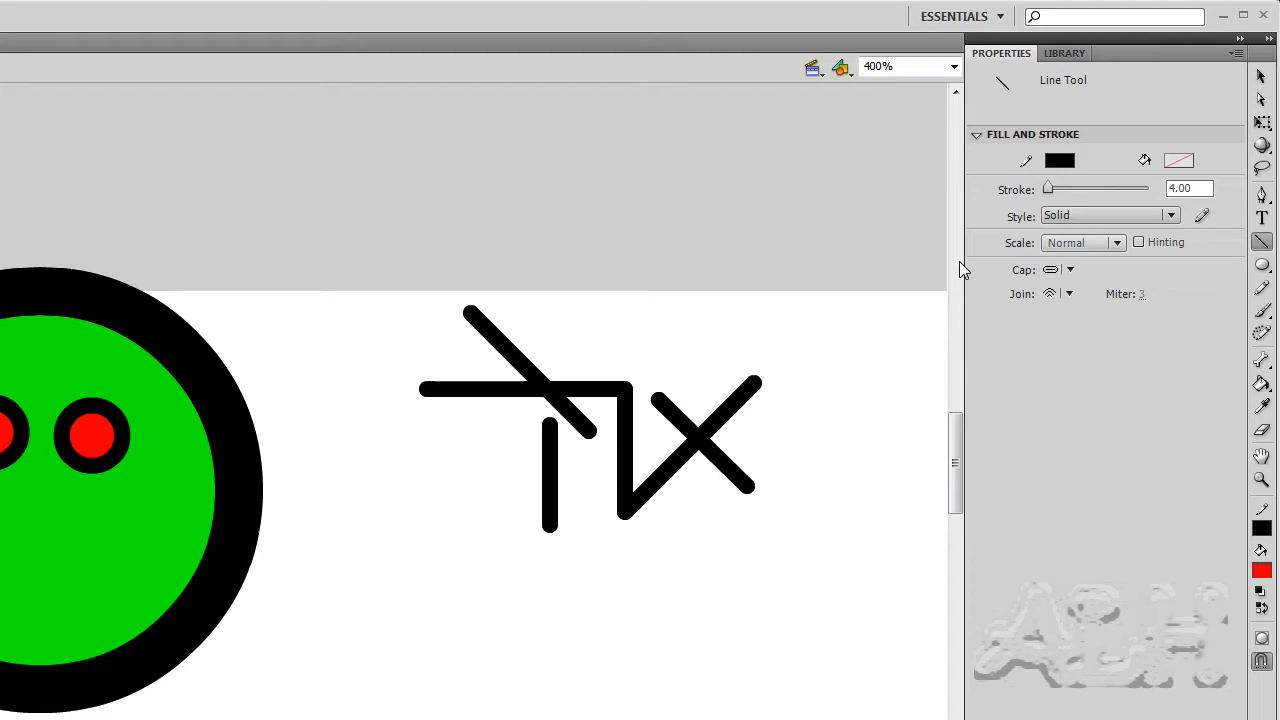 ESSENTIALS
400%
PROPERTIES LIBRARY
Line Tool
FILL AND STROKE
Stroke: 4.00
Style: Solid
Scale: Normal Hinting
Cap:
Join: Miter: 3